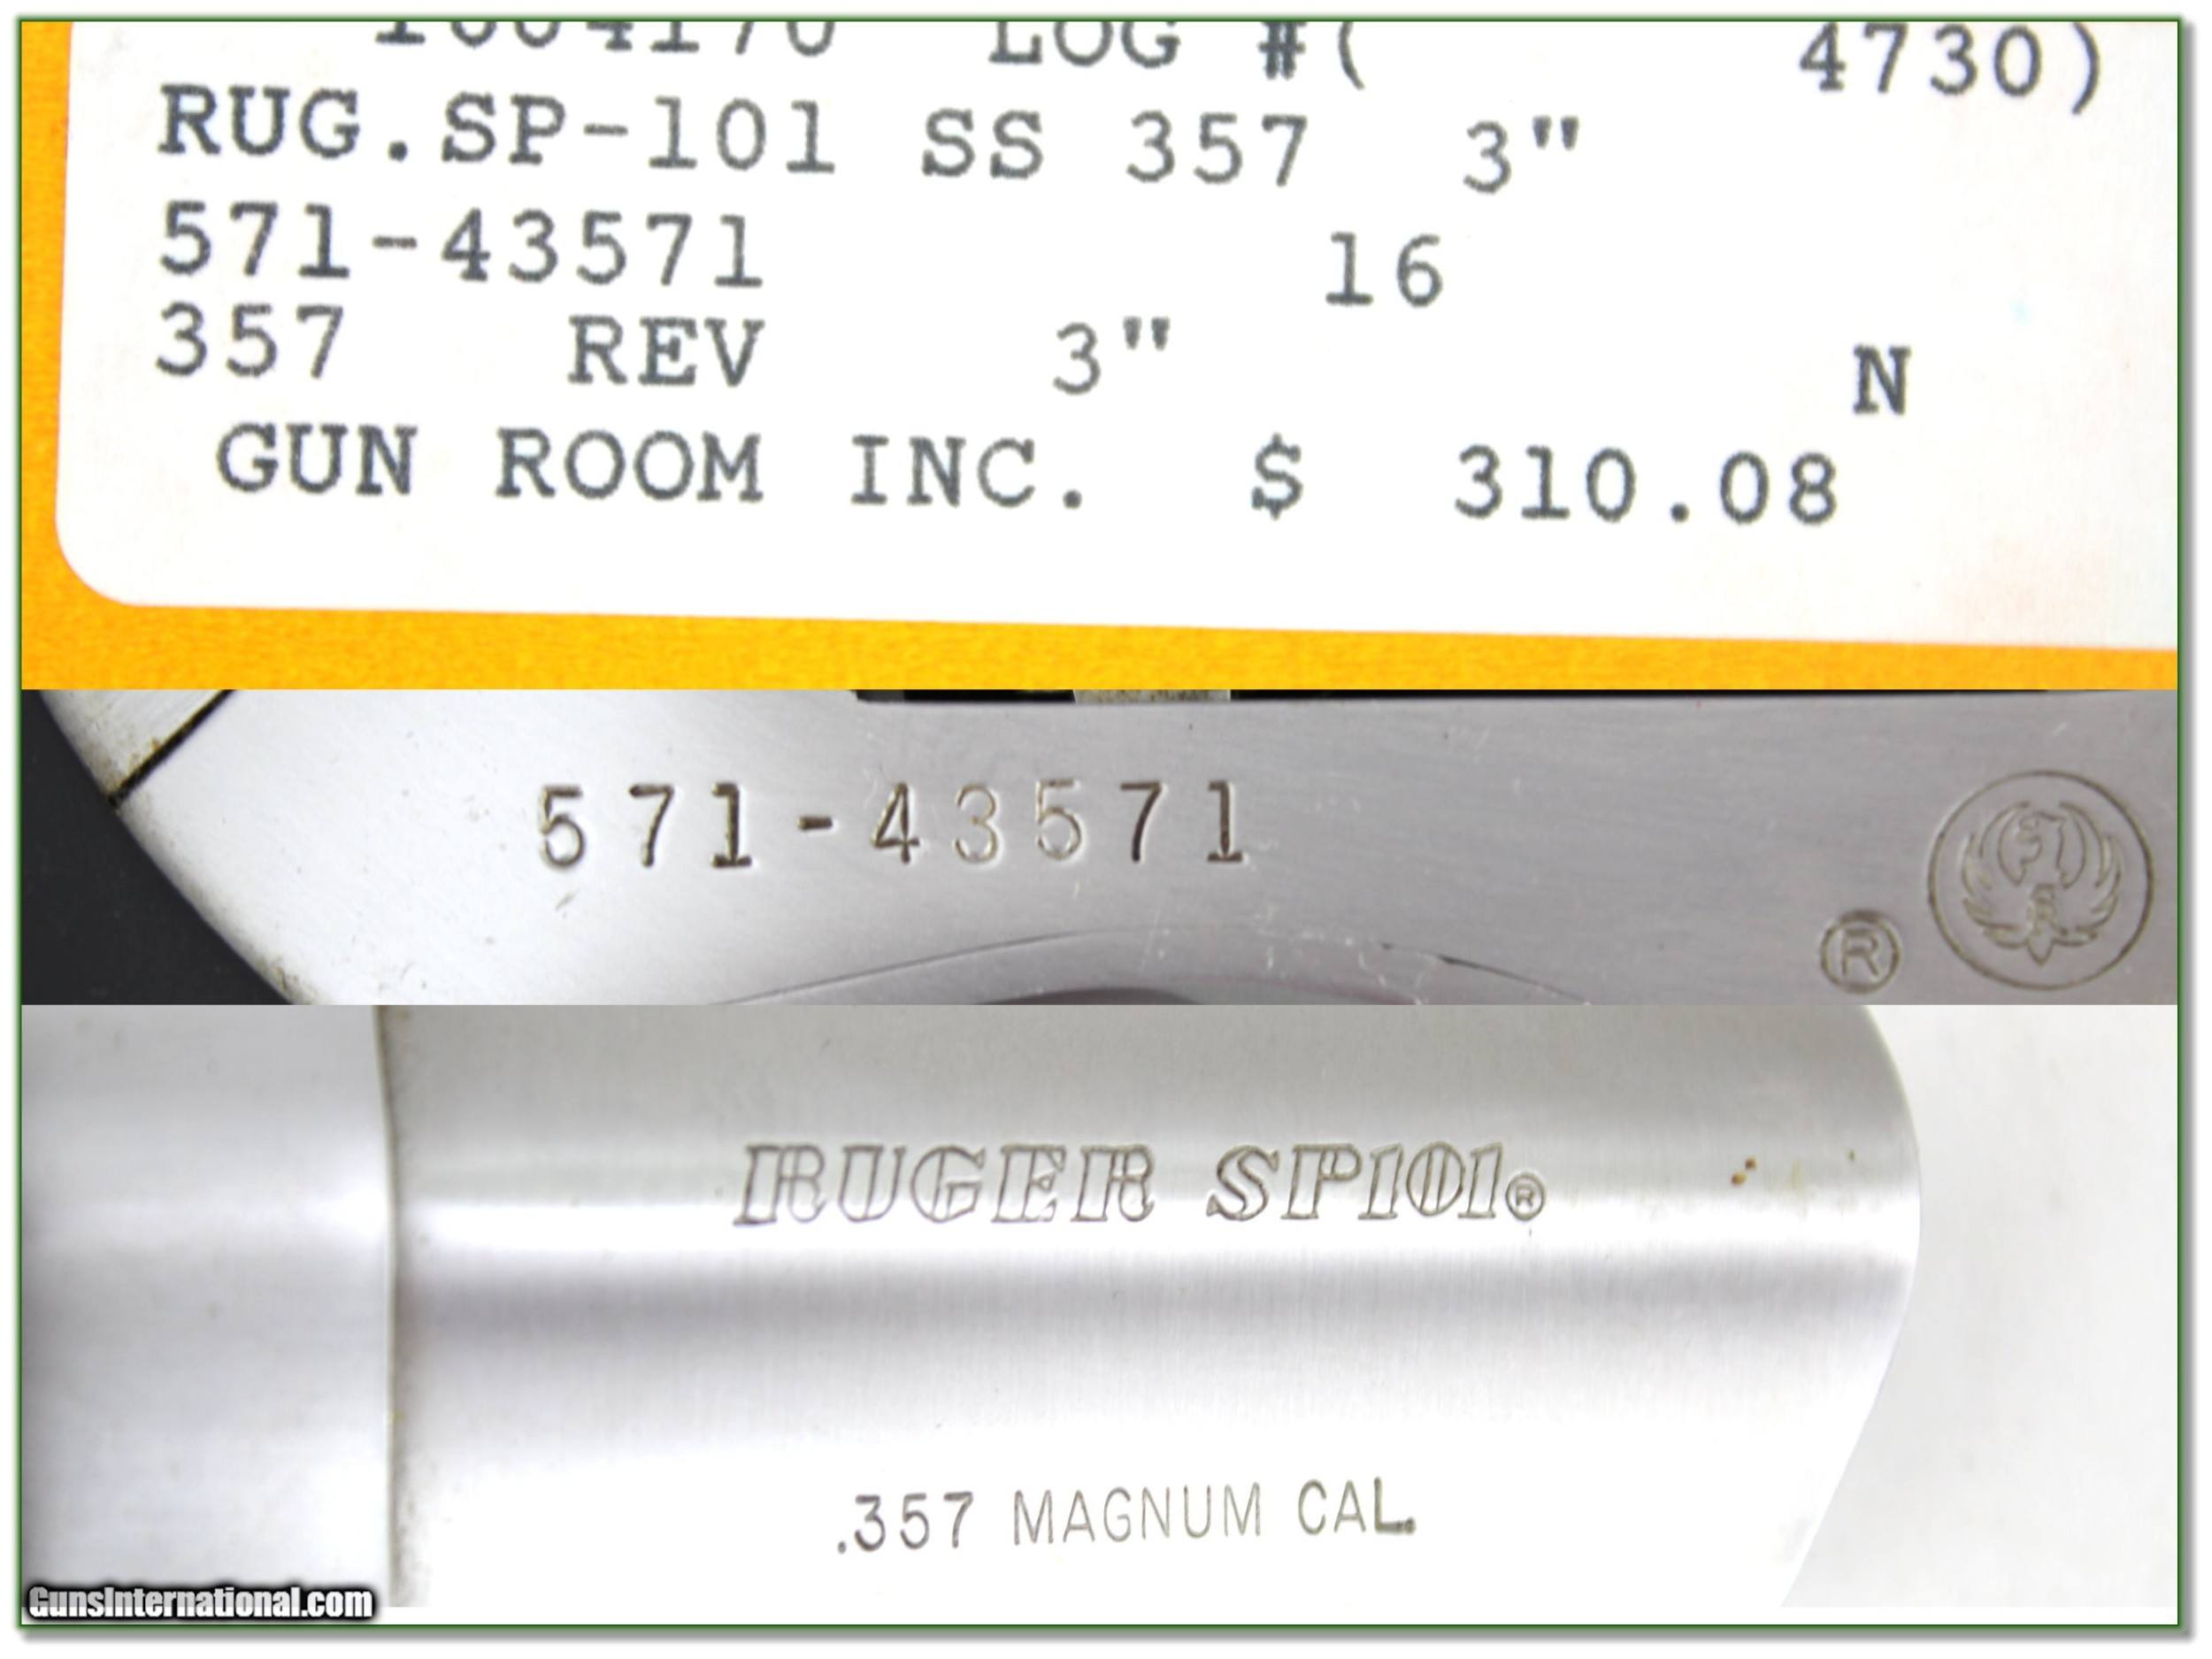 LOG #( 4730)
RUG.SP-101 SS 357 3"
571-43571 16
357 REV 3" N
GUN ROOM INC. $ 310.08
571-43571
®
RUGER SP101®
.357 MAGNUM CAL.
GunsInternational.com